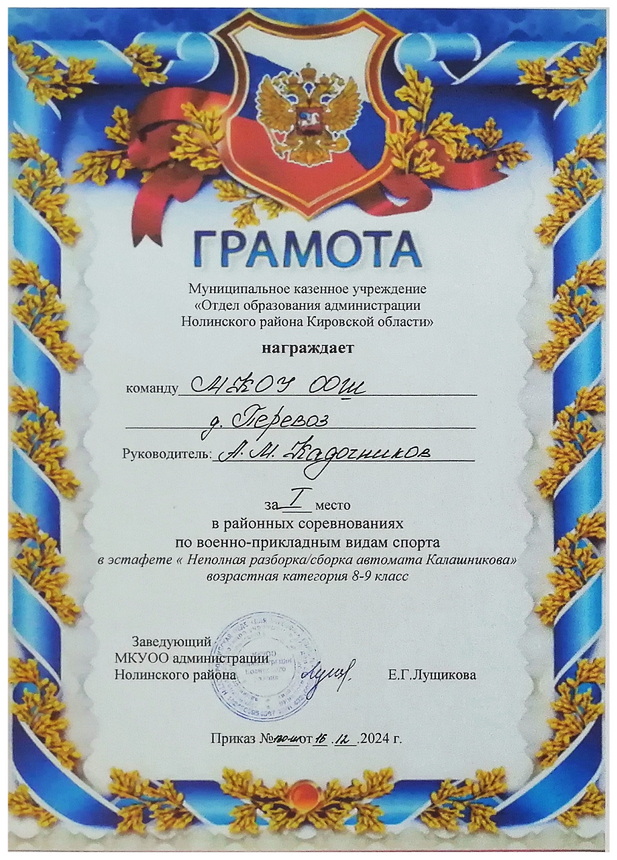 ГРАМОТА
Муниципальное казенное учреждение
«Отдел образования администрации
Нолинского района Кировской области»
награждает
команду МКОУ ООШ
д. Перевоз
Руководитель: А.М. Кадочников
за I место
в районных соревнованиях
по военно-прикладным видам спорта
в эстафете « Неполная разборка/сборка автомата Калашникова»
возрастная категория 8-9 класс
Заведующий
МКУОО администрации
Нолинского района Е.Г.Лущикова
Приказ № от 16 .12 .2024 г.